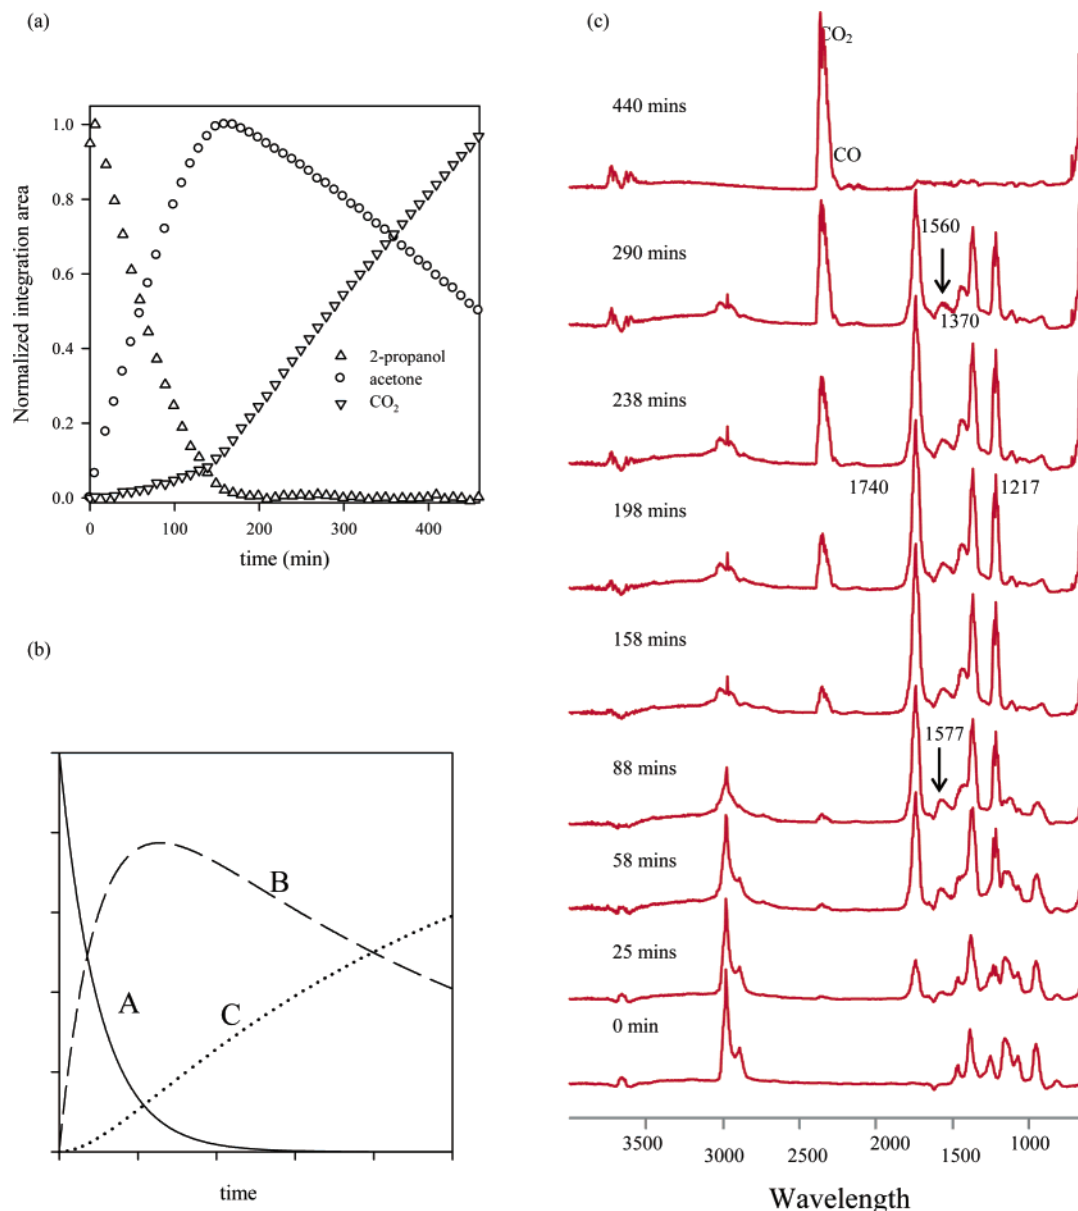 (a)
Normalized integration area
1.0
0.8
0.6
0.4
0.2
0.0
2-propanol
acetone
CO₂
0 100 200 300 400
time (min)
(b)
A
B
C
time
(c)
CO₂
440 mins
CO
1560
290 mins
1370
238 mins
1740
1217
198 mins
158 mins
1577
88 mins
58 mins
25 mins
0 min
3500 3000 2500 2000 1500 1000
Wavelength